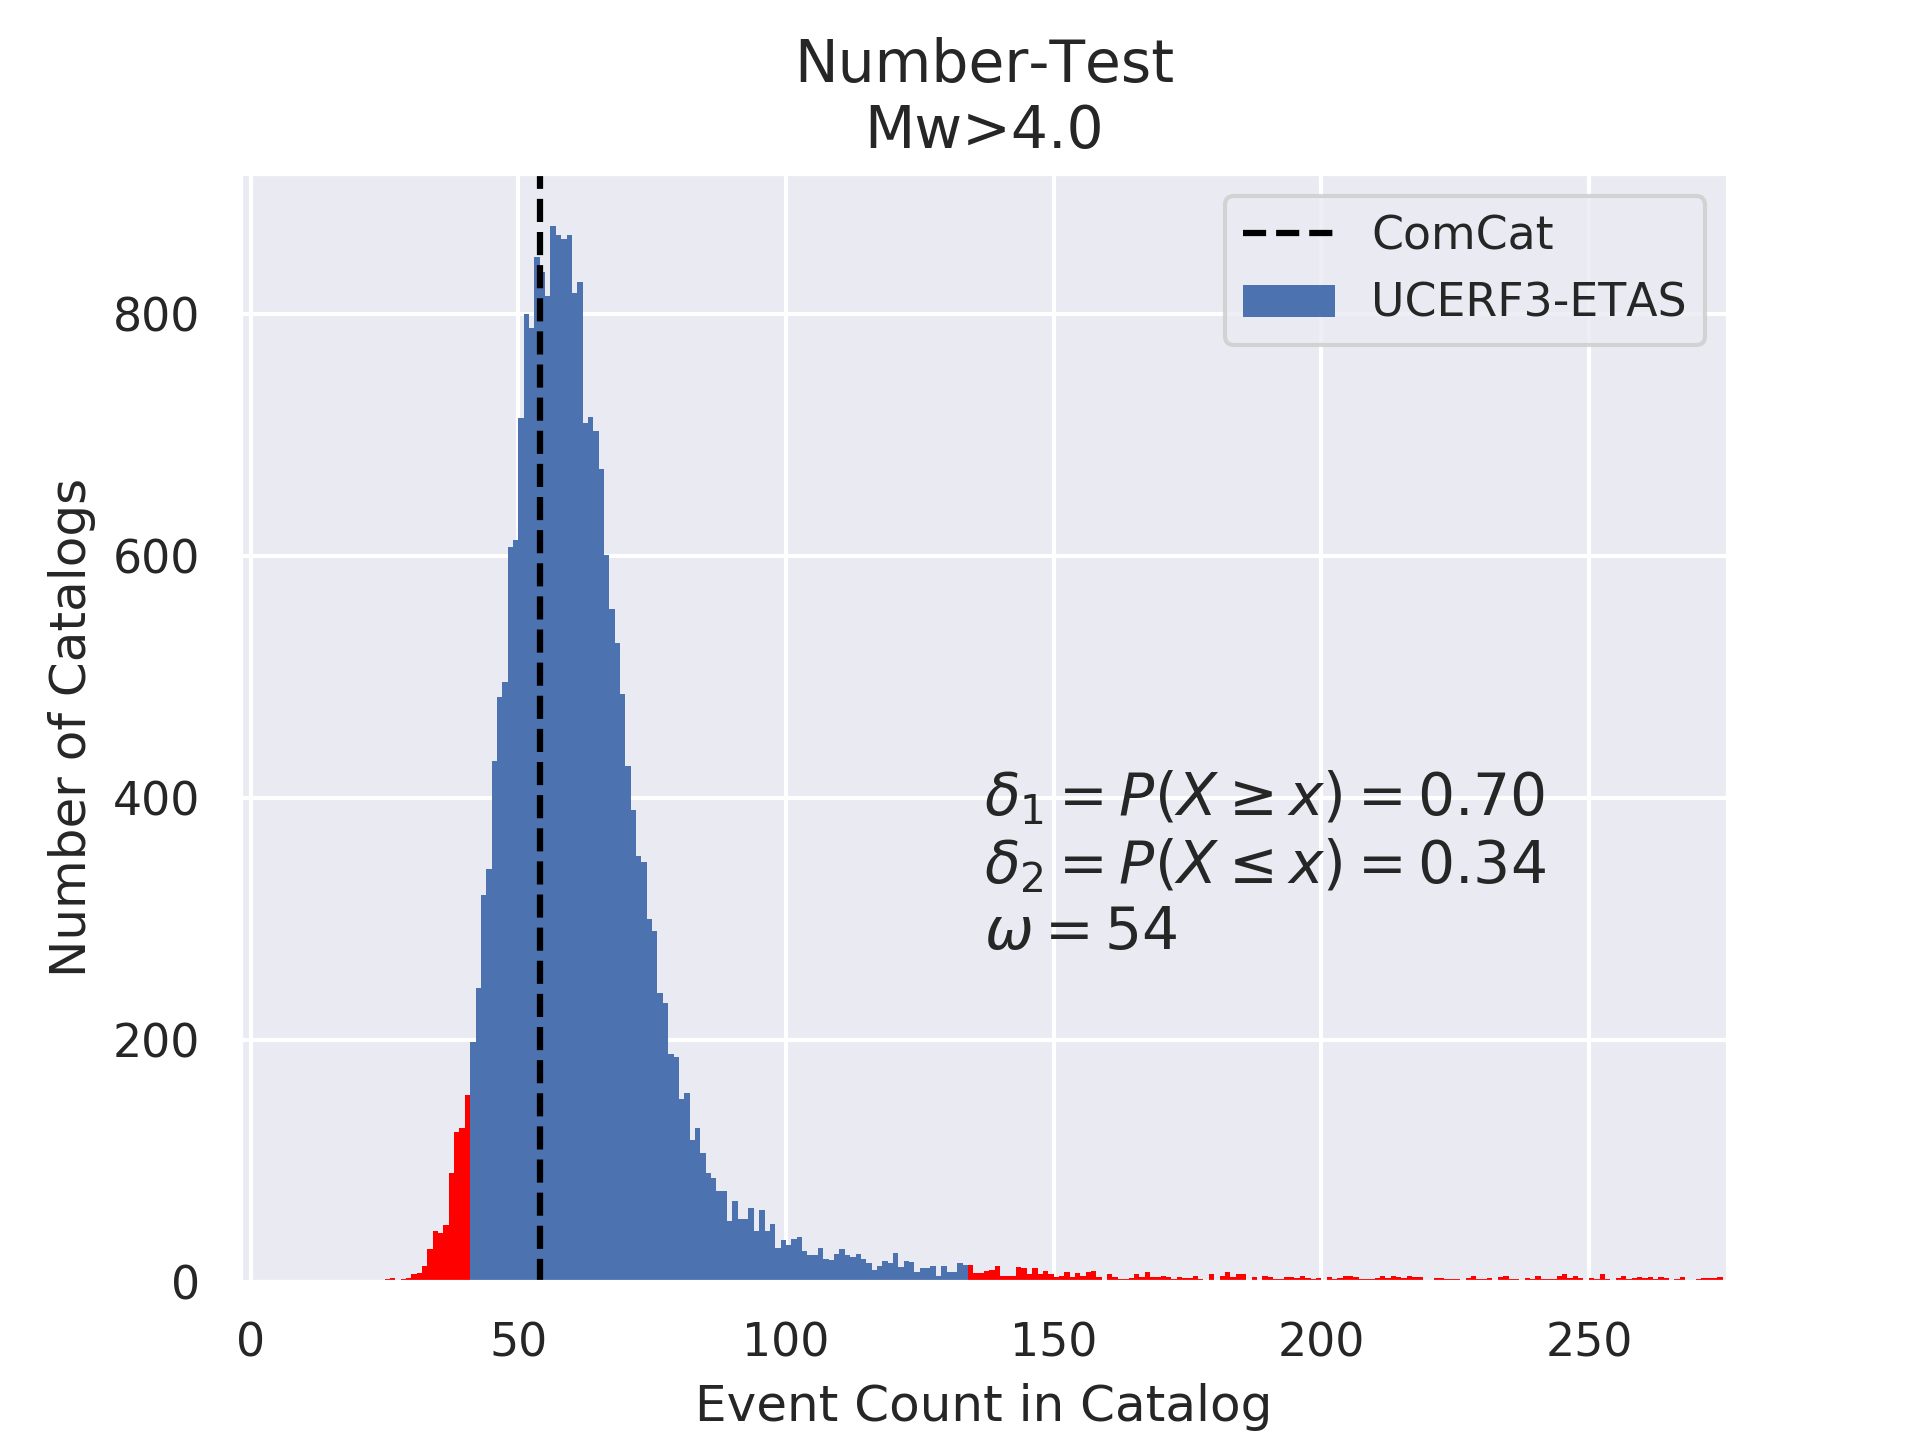 Number-Test
Mw>4.0
ComCat
UCERF3-ETAS
Number of Catalogs
800
600
400
200
0
δ₁ = P(X ≥ x) = 0.70
δ₂ = P(X ≤ x) = 0.34
ω = 54
0 50 100 150 200 250
Event Count in Catalog